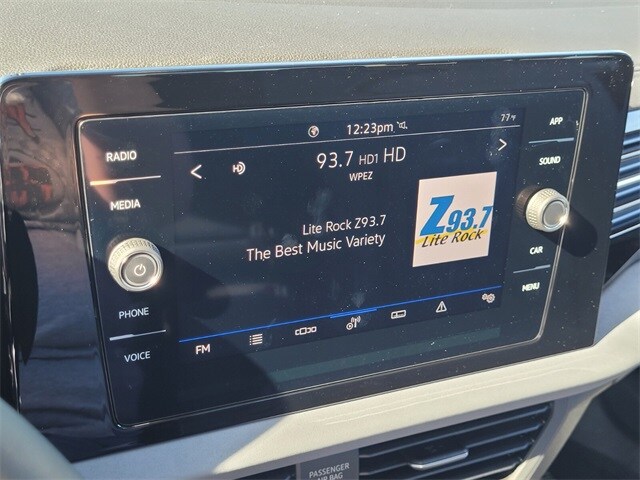 RADIO
MEDIA
PHONE
VOICE
12:23pm
77°F
93.7 HD1 HD
WPEZ
Lite Rock Z93.7
The Best Music Variety
Z93.7
Lite Rock
FM
APP
SOUND
CAR
MENU
PASSENGER
AIR BAG